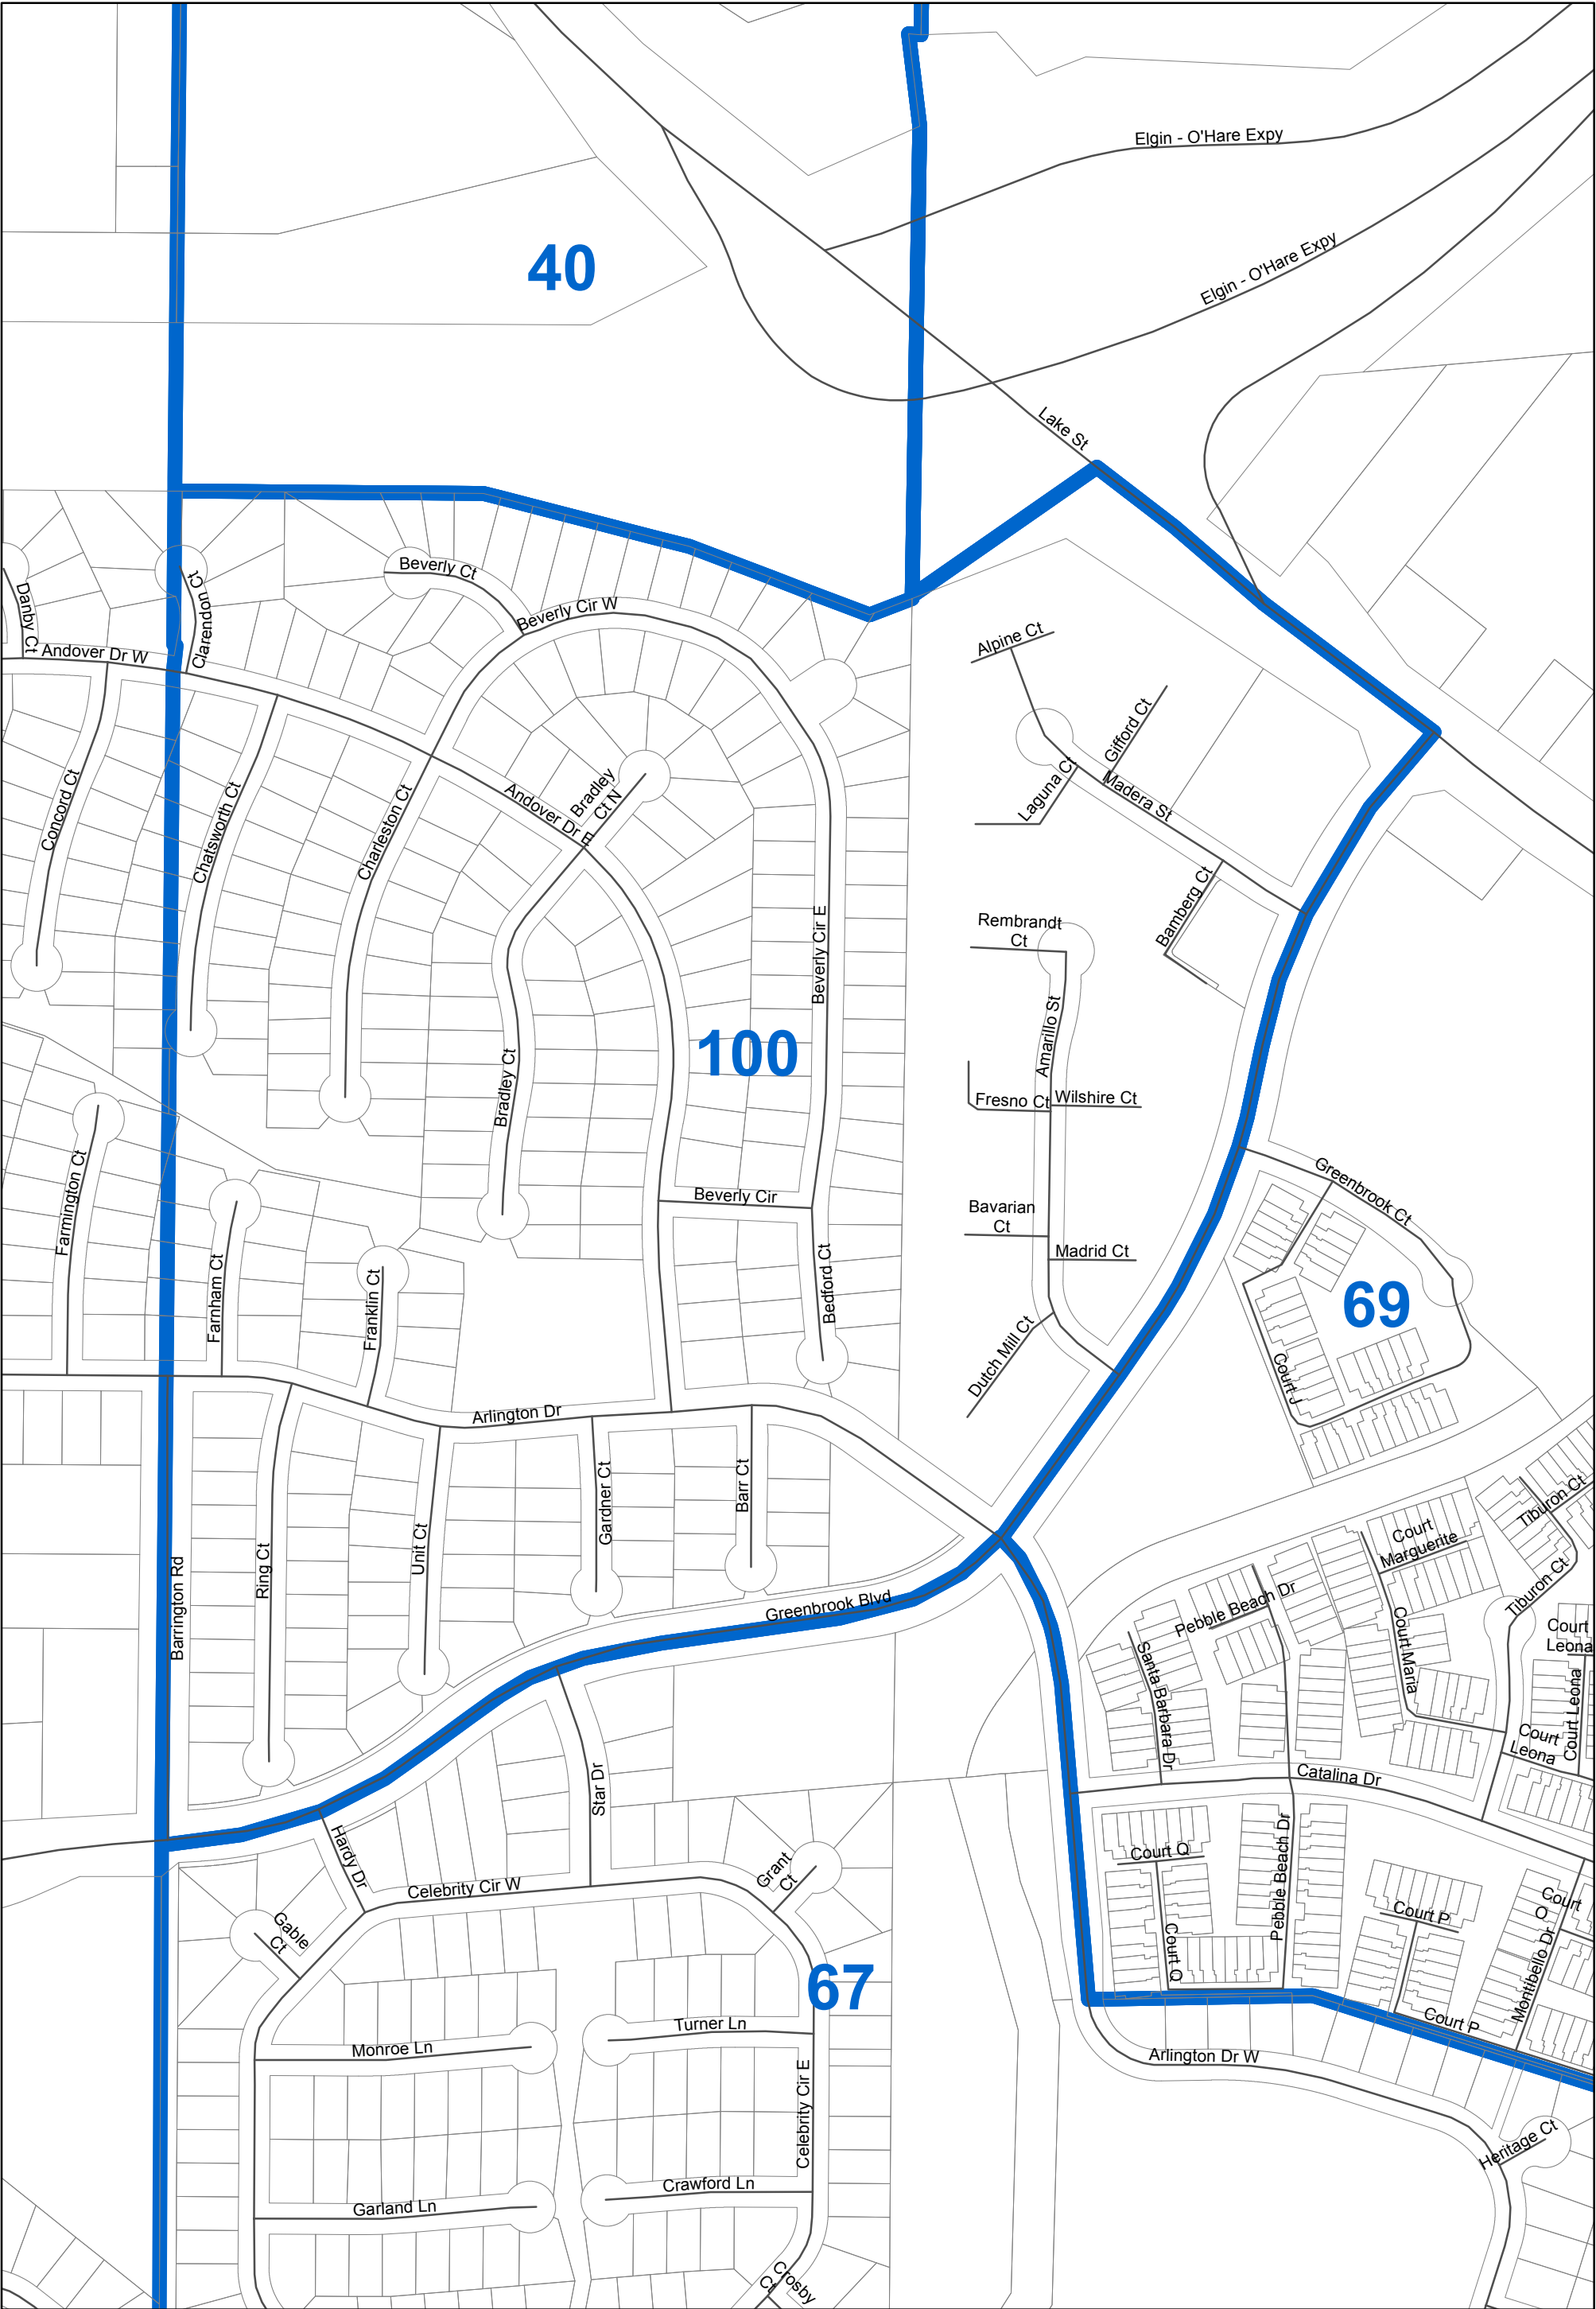 Elgin - O'Hare Expy
40
Elgin - O'Hare Expy
Lake St
Beverly Ct
Danby Ct
Clarendon Ct
Beverly Cir W
Alpine Ct
Andover Dr W
Gifford Ct
Laguna Ct
Madera St
Bradley
Ct N
Concord Ct
Chatsworth Ct
Charleston Ct
Andover Dr E
Bamberg Ct
Rembrandt
Ct
Beverly Cir E
Amarillo St
100
Bradley Ct
Fresno Ct
Wilshire Ct
Farmington Ct
Greenbrook Ct
Beverly Cir
Bavarian
Ct
Madrid Ct
Farnham Ct
Franklin Ct
Bedford Ct
69
Dutch Mill Ct
Court J
Arlington Dr
Gardner Ct
Barr Ct
Tiburon Ct
Court
Marguerite
Unit Ct
Ring Ct
Barrington Rd
Greenbrook Blvd
Pebble Beach Dr
Tiburon Ct
Court
Leona
Court Maria
Santa Barbara Dr
Court Leona
Court
Leona
Star Dr
Catalina Dr
Hardy Dr
Grant
Ct
Court Q
Pebble Beach Dr
Celebrity Cir W
Gable
Ct
Court P
Court
O
Court Q
Montibello Dr
67
Turner Ln
Court P
Monroe Ln
Arlington Dr W
Celebrity Cir E
Heritage Ct
Crawford Ln
Garland Ln
Crosby
Ct